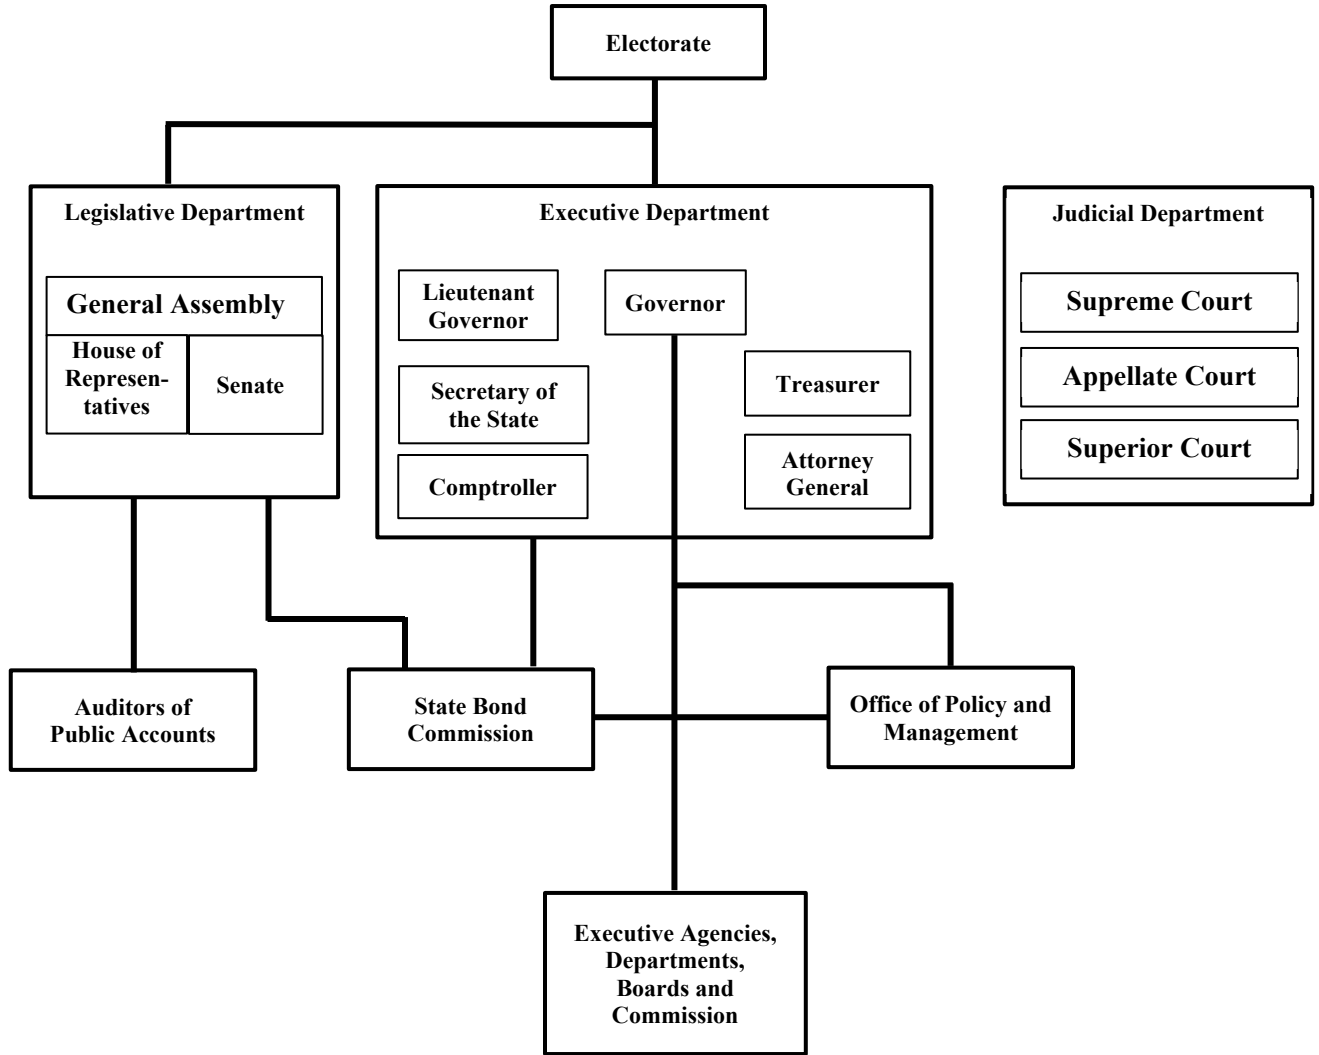 Electorate
Legislative Department
General Assembly
House of
Represen-
tatives
Senate
Executive Department
Lieutenant
Governor
Governor
Secretary of
the State
Treasurer
Comptroller
Attorney
General
Judicial Department
Supreme Court
Appellate Court
Superior Court
Auditors of
Public Accounts
State Bond
Commission
Office of Policy and
Management
Executive Agencies,
Departments,
Boards and
Commission